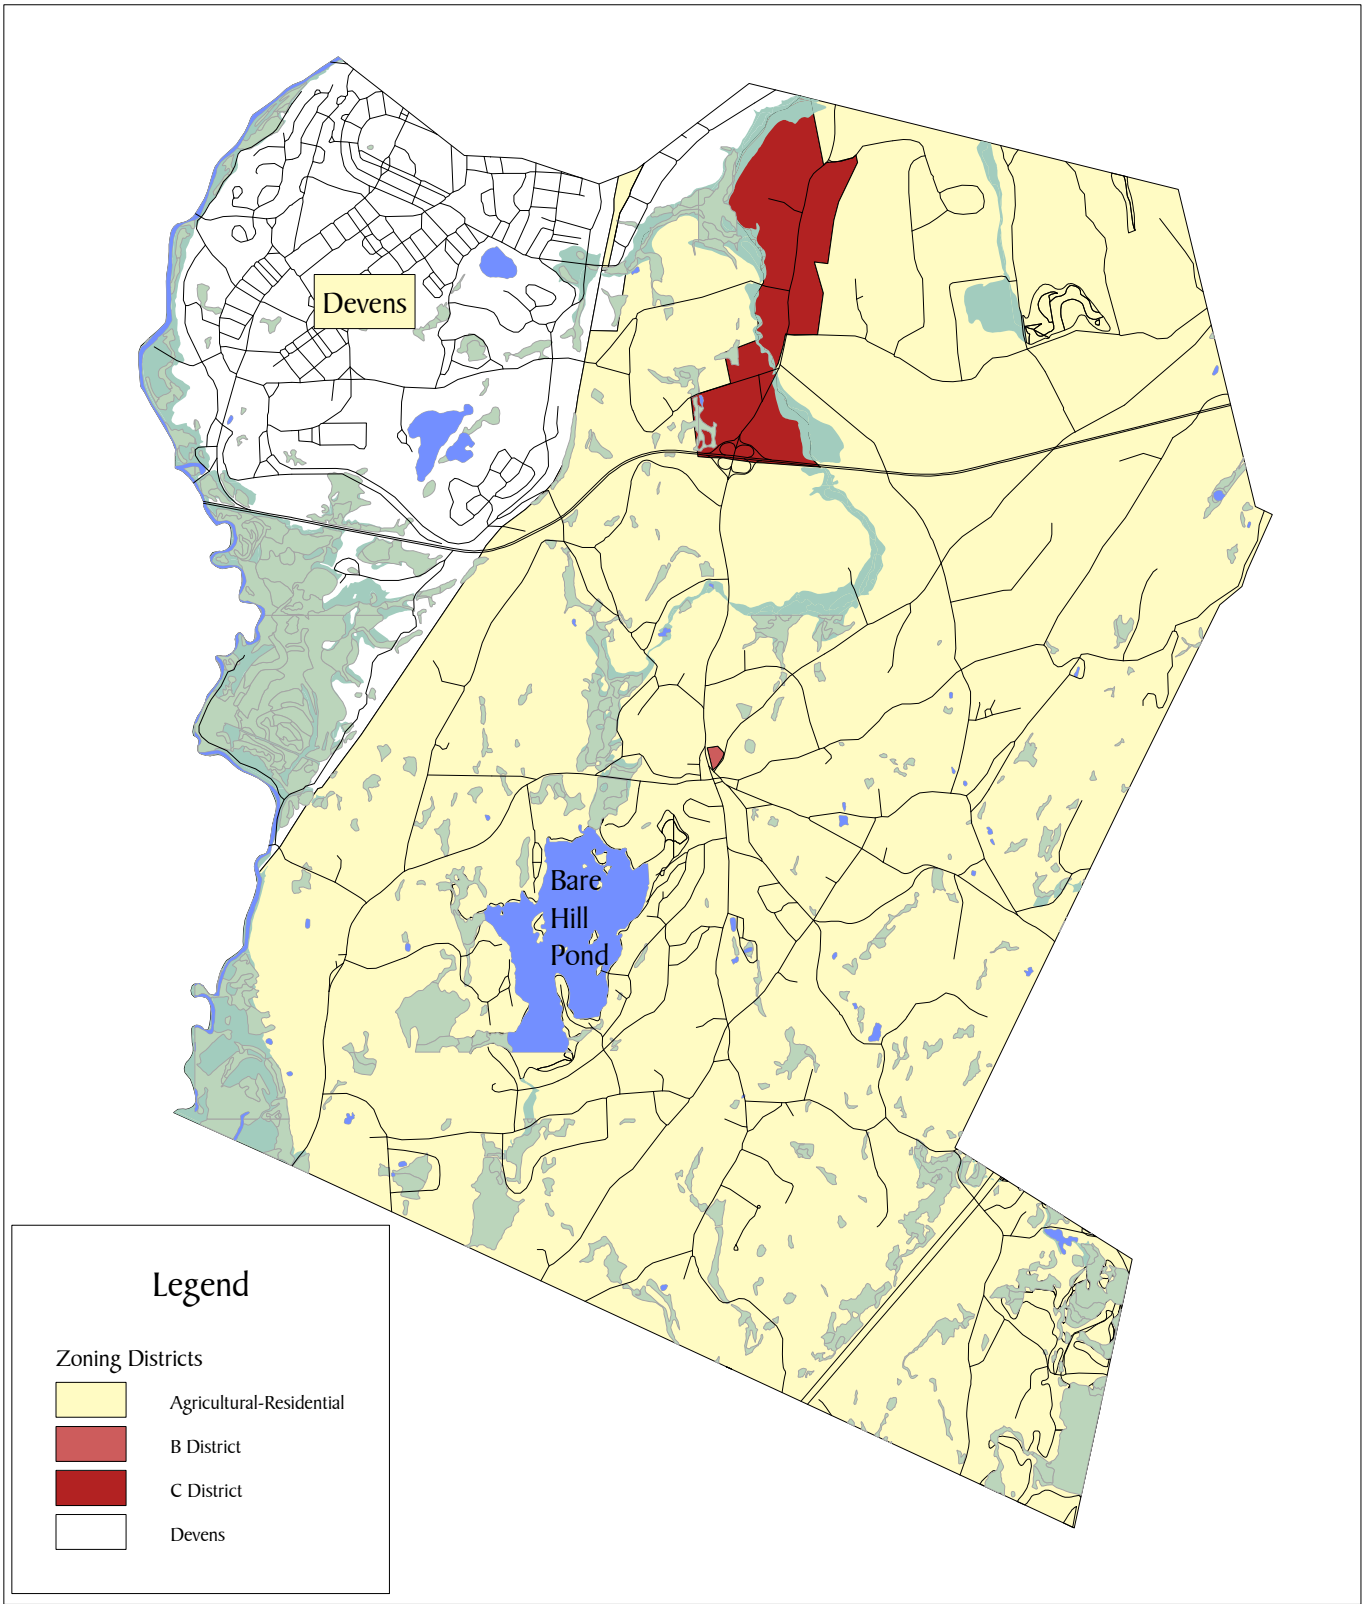 Devens
Bare
Hill
Pond
Legend
Zoning Districts
Agricultural-Residential
B District
C District
Devens